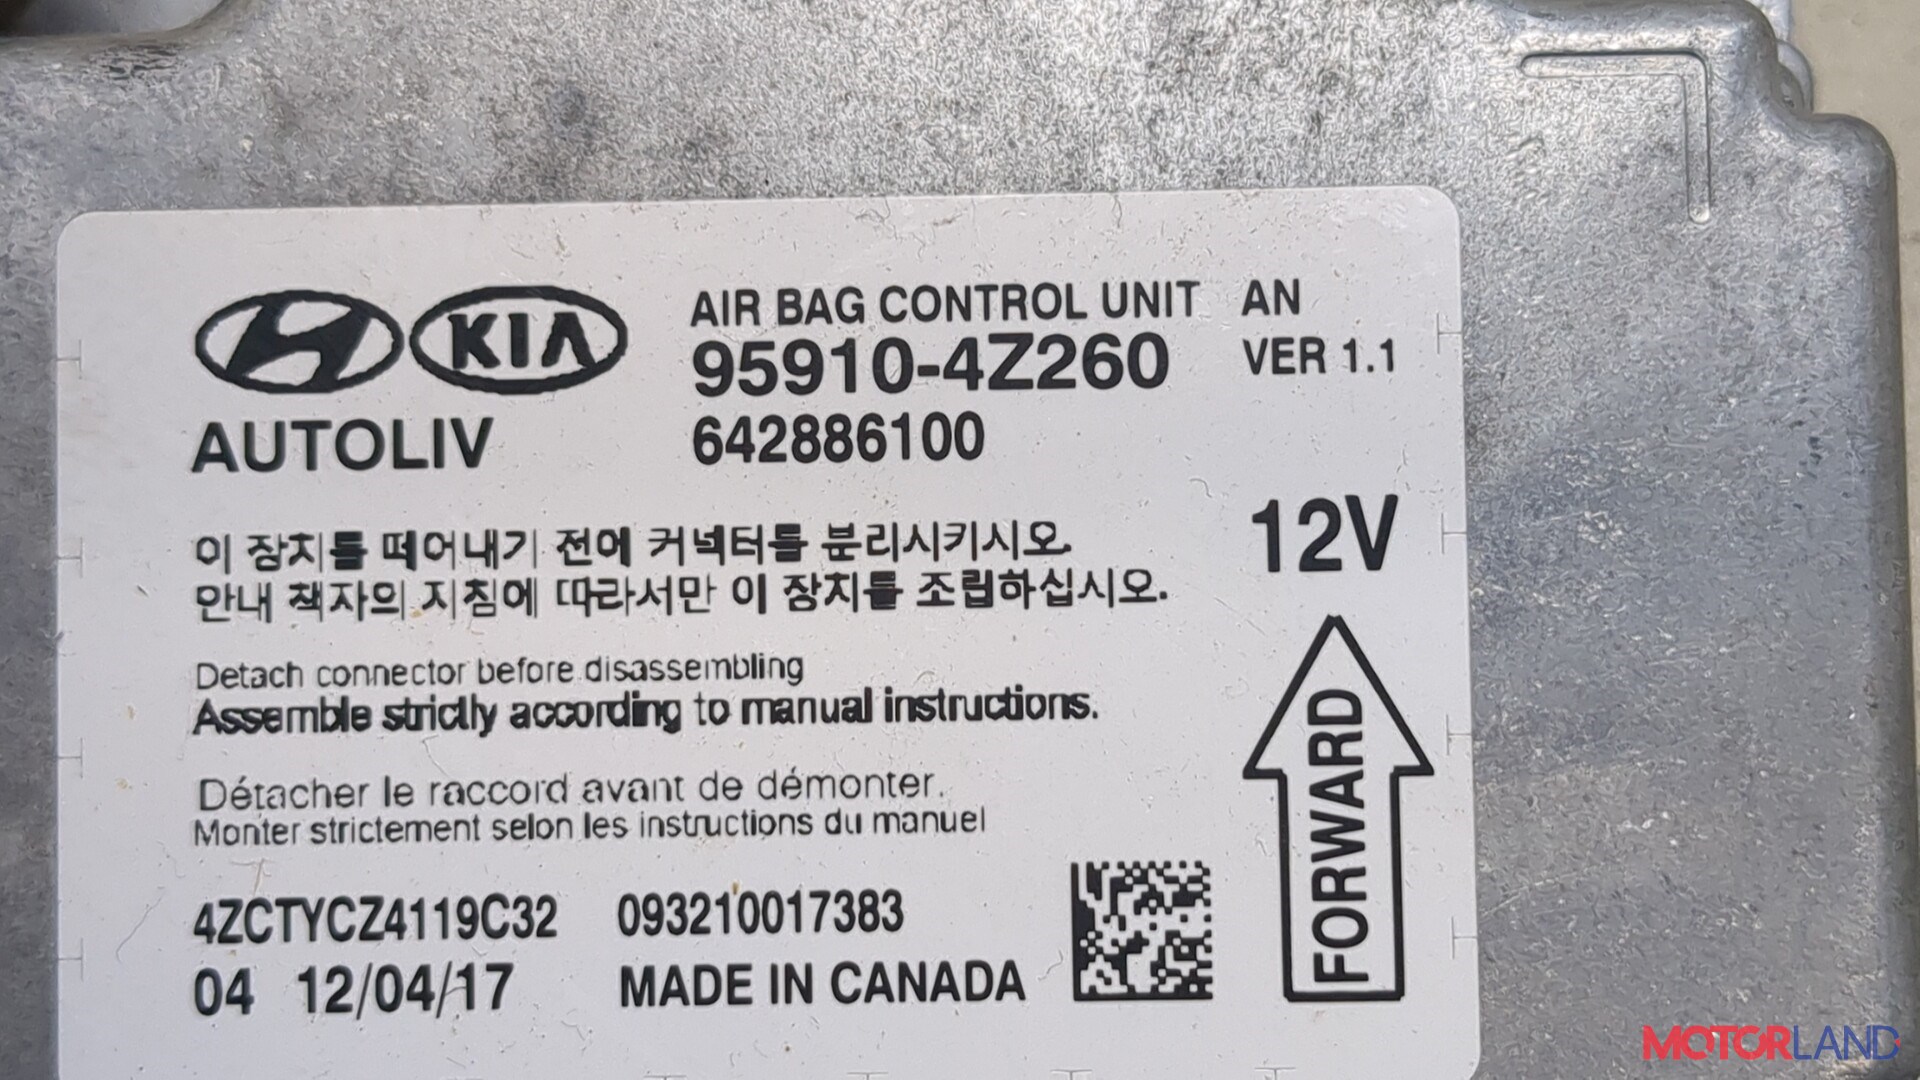 KIA
AIR BAG CONTROL UNIT AN
95910-4Z260 VER 1.1
AUTOLIV 642886100
12V
이 장치를 떼어내기 전에 커넥터를 분리시키시오.
안내 책자의 지침에 따라서만 이 장치를 조립하십시오.
Detach connector before disassembling
Assemble strictly according to manual instructions.
Détacher le raccord avant de démonter.
Monter strictement selon les instructions du manuel
FORWARD
4ZCTYCZ4119C32 093210017383
04 12/04/17 MADE IN CANADA
MOTORLAND